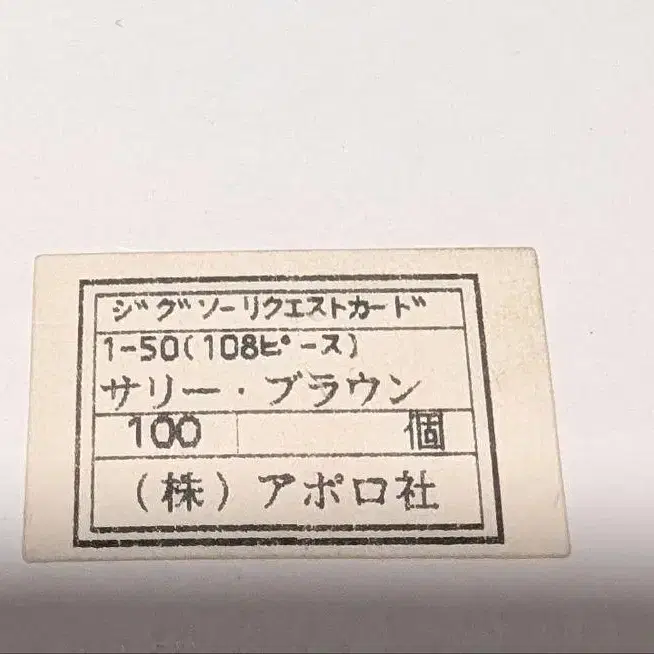 ジグソーリクエストカード
1-50(108ピース)
サリー・ブラウン
100 個
(株)アポロ社